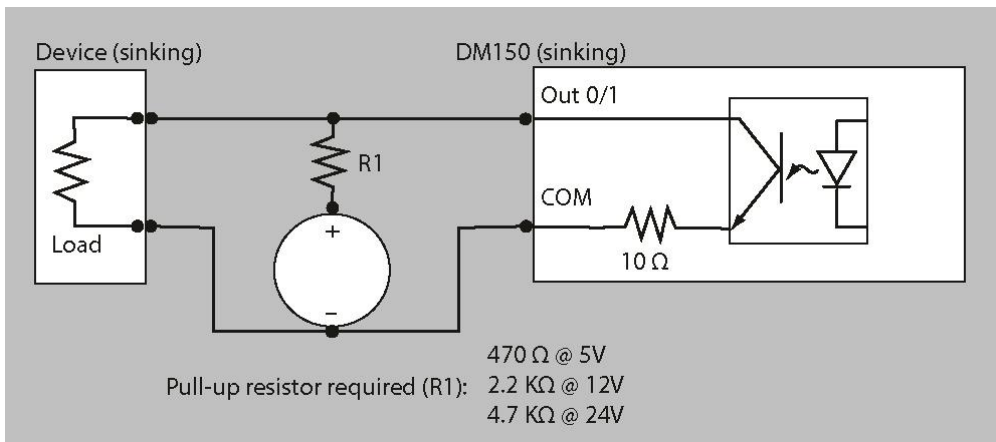 Device (sinking)
DM150 (sinking)
Out 0/1
R1
COM
+
Load
10 Ω
−
470 Ω @ 5V
Pull-up resistor required (R1): 2.2 KΩ @ 12V
4.7 KΩ @ 24V